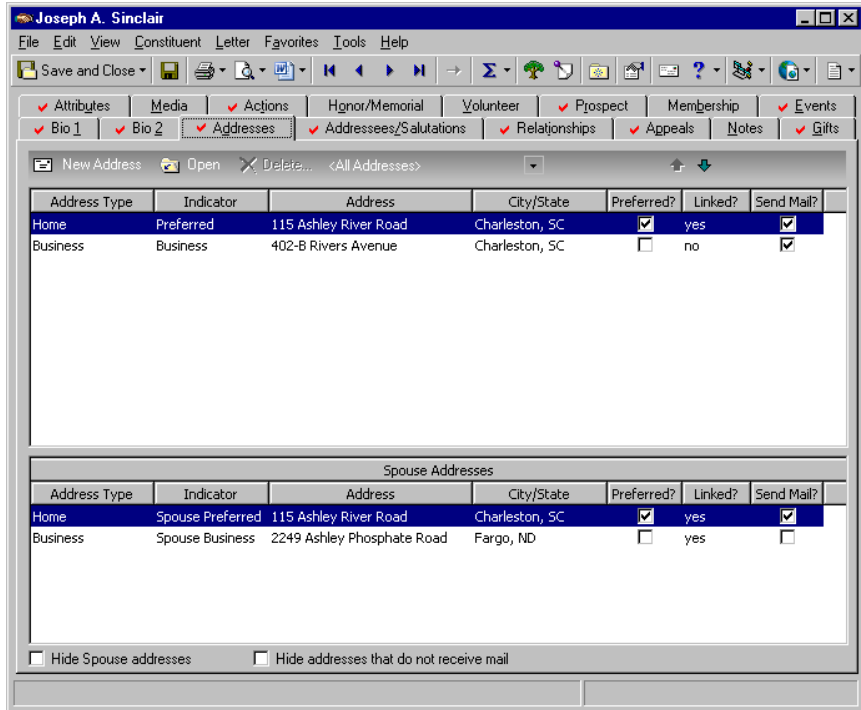 Joseph A. Sinclair
File Edit View Constituent Letter Favorites Tools Help
Save and Close
Attributes Media Actions Honor/Memorial Volunteer Prospect Membership Events
Bio 1 Bio 2 Addresses Addressees/Salutations Relationships Appeals Notes Gifts
New Address Open Delete... <All Addresses>
Address Type Indicator Address City/State Preferred? Linked? Send Mail?
Home Preferred 115 Ashley River Road Charleston, SC yes
Business Business 402-B Rivers Avenue Charleston, SC no
Spouse Addresses
Address Type Indicator Address City/State Preferred? Linked? Send Mail?
Home Spouse Preferred 115 Ashley River Road Charleston, SC yes
Business Spouse Business 2249 Ashley Phosphate Road Fargo, ND yes
Hide Spouse addresses Hide addresses that do not receive mail